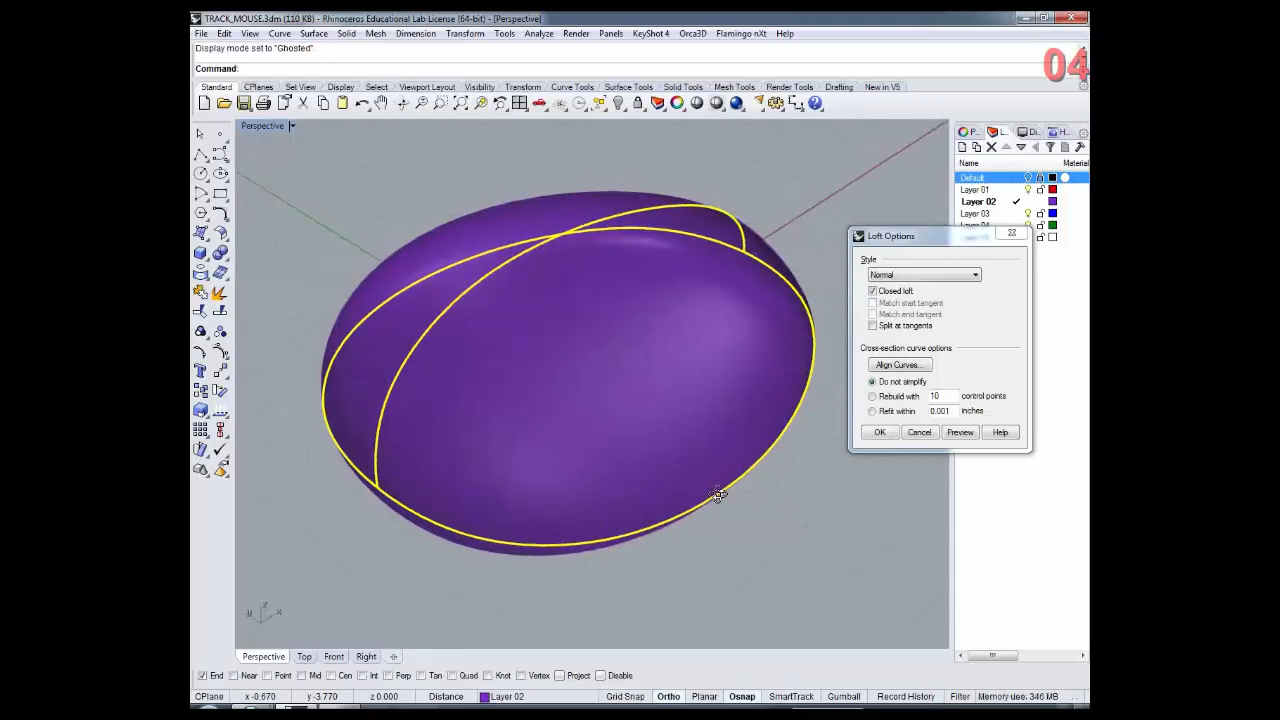 TRACK_MOUSE.3dm (110 KB) - Rhinoceros Educational Lab License (64-bit) - [Perspective]
File Edit View Curve Surface Solid Mesh Dimension Transform Tools Analyze Render Panels KeyShot 4 Orca3D Flamingo nXt Help
Display mode set to "Ghosted".
04
Command:
Standard CPlanes Set View Display Select Viewport Layout Visibility Transform Curve Tools Surface Tools Solid Tools Mesh Tools Render Tools Drafting New in V5
Perspective
P... L... Di... H...
Name Material
Default
Layer 01
Layer 02
Layer 03
Loft Options
Style
Normal
Closed loft
Match start tangent
Match end tangent
Split at tangents
Cross-section curve options
Align Curves...
Do not simplify
Rebuild with 10 control points
Refit within 0.001 inches
OK Cancel Preview Help
z
y x
Perspective Top Front Right
End Near Point Mid Cen Int Perp Tan Quad Knot Vertex Project Disable
CPlane x -0.670 y -3.770 z 0.000 Distance Layer 02 Grid Snap Ortho Planar Osnap SmartTrack Gumball Record History Filter Memory use: 346 MB